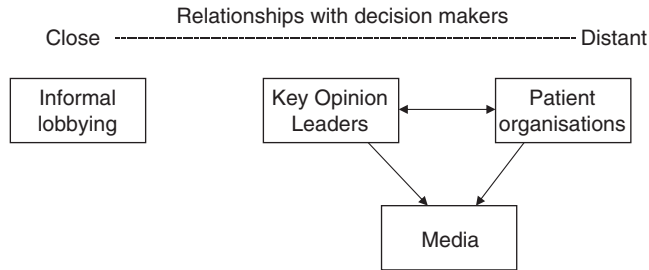 Relationships with decision makers
Close
Distant
Informal
lobbying
Key Opinion
Leaders
Patient
organisations
Media